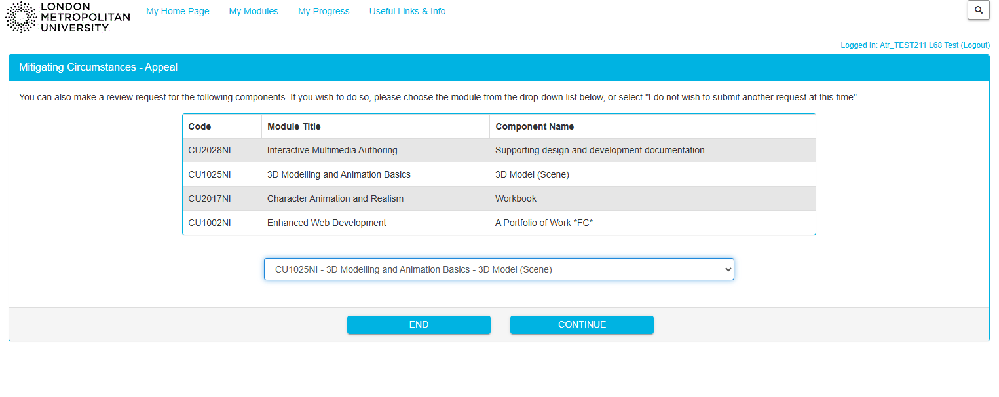 LONDON
METROPOLITAN
UNIVERSITY
My Home Page My Modules My Progress Useful Links & Info
Logged In: Atr_TEST211 L68 Test (Logout)
Mitigating Circumstances - Appeal
You can also make a review request for the following components. If you wish to do so, please choose the module from the drop-down list below, or select "I do not wish to submit another request at this time".
Code Module Title Component Name
CU2028NI Interactive Multimedia Authoring Supporting design and development documentation
CU1025NI 3D Modelling and Animation Basics 3D Model (Scene)
CU2017NI Character Animation and Realism Workbook
CU1002NI Enhanced Web Development A Portfolio of Work *FC*
CU1025NI - 3D Modelling and Animation Basics - 3D Model (Scene)
END CONTINUE